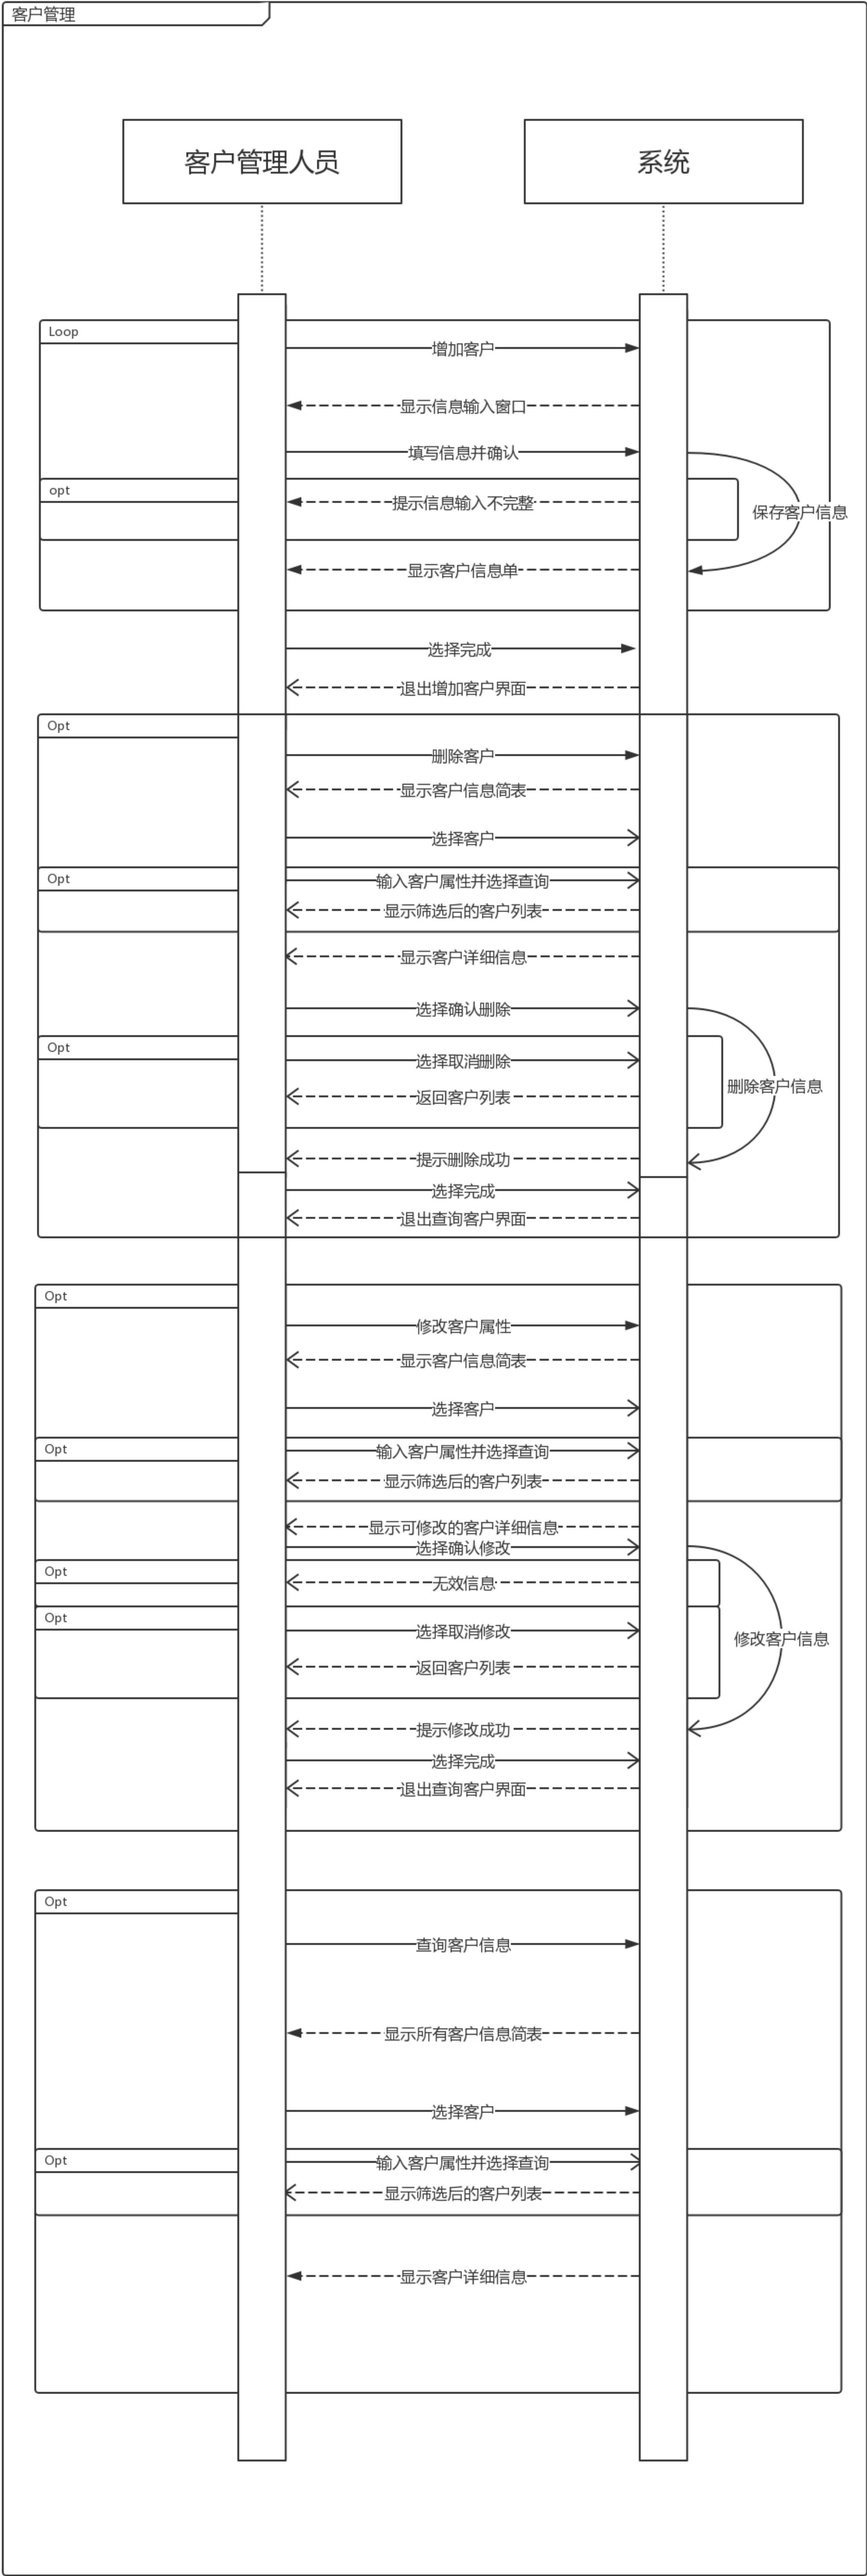 客户管理
客户管理人员
系统
Loop
增加客户
显示信息输入窗口
填写信息并确认
opt
提示信息输入不完整
保存客户信息
显示客户信息单
选择完成
退出增加客户界面
Opt
删除客户
显示客户信息简表
选择客户
Opt
输入客户属性并选择查询
显示筛选后的客户列表
显示客户详细信息
选择确认删除
Opt
选择取消删除
删除客户信息
返回客户列表
提示删除成功
选择完成
退出查询客户界面
Opt
修改客户属性
显示客户信息简表
选择客户
Opt
输入客户属性并选择查询
显示筛选后的客户列表
显示可修改的客户详细信息
选择确认修改
Opt
无效信息
Opt
选择取消修改
修改客户信息
返回客户列表
提示修改成功
选择完成
退出查询客户界面
Opt
查询客户信息
显示所有客户信息简表
选择客户
Opt
输入客户属性并选择查询
显示筛选后的客户列表
显示客户详细信息